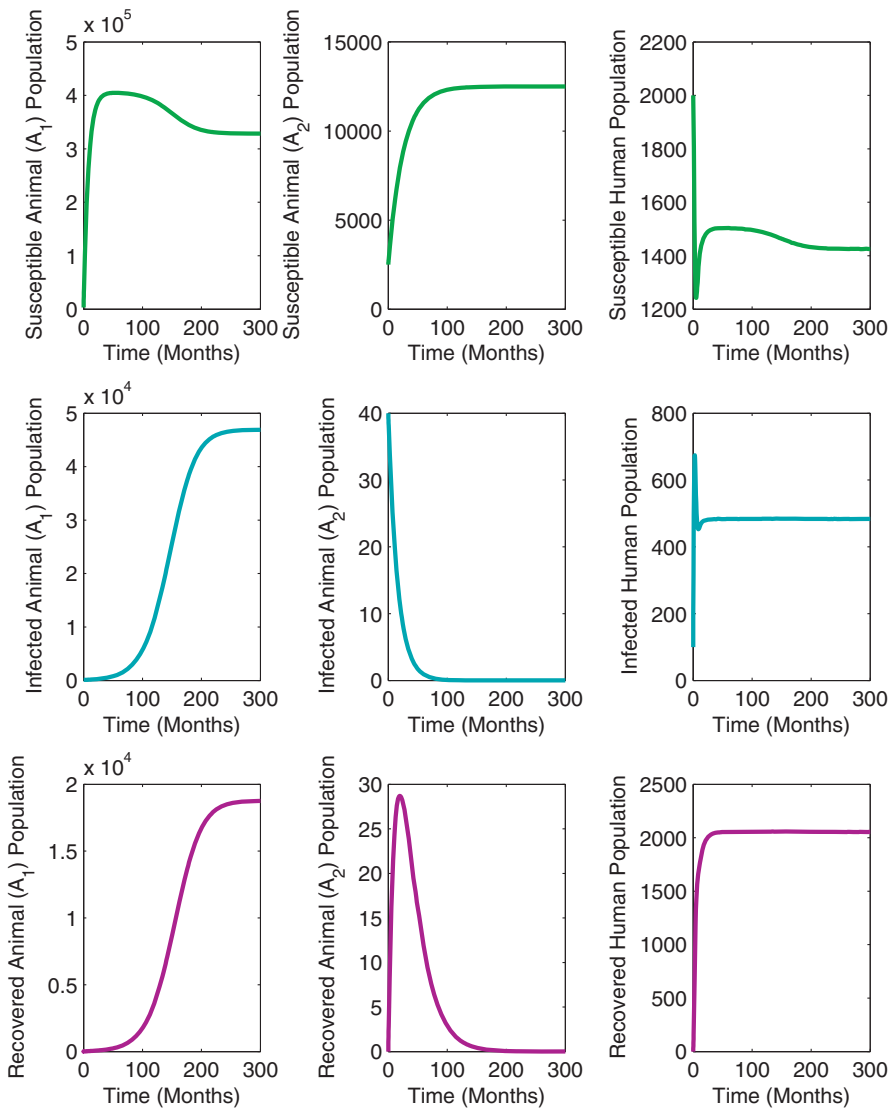 x 10⁵
5
4
3
2
1
0
0 100 200 300
Time (Months)
Susceptible Animal (A₁) Population
15000
10000
5000
0
0 100 200 300
Time (Months)
Susceptible Animal (A₂) Population
2200
2000
1800
1600
1400
1200
0 100 200 300
Time (Months)
Susceptible Human Population
x 10⁴
5
4
3
2
1
0
0 100 200 300
Time (Months)
Infected Animal (A₁) Population
40
30
20
10
0
0 100 200 300
Time (Months)
Infected Animal (A₂) Population
800
600
400
200
0
0 100 200 300
Time (Months)
Infected Human Population
x 10⁴
2
1.5
1
0.5
0
0 100 200 300
Time (Months)
Recovered Animal (A₁) Population
30
25
20
15
10
5
0
0 100 200 300
Time (Months)
Recovered Animal (A₂) Population
2500
2000
1500
1000
500
0
0 100 200 300
Time (Months)
Recovered Human Population